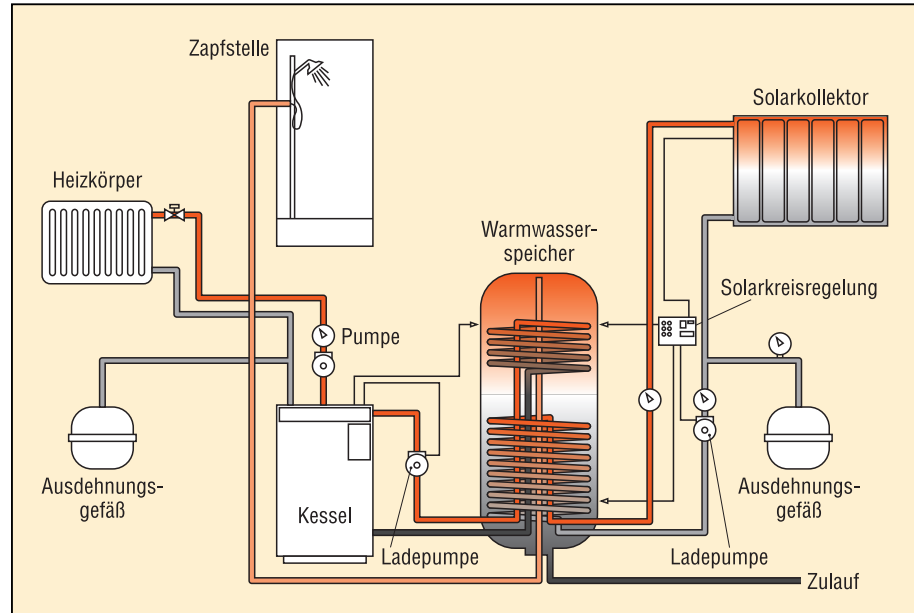 Zapfstelle
Solarkollektor
Heizkörper
Warmwasser-
speicher
Solarkreisregelung
Pumpe
Ausdehnungs-
gefäß
Kessel
Ladepumpe
Ladepumpe
Ausdehnungs-
gefäß
Zulauf